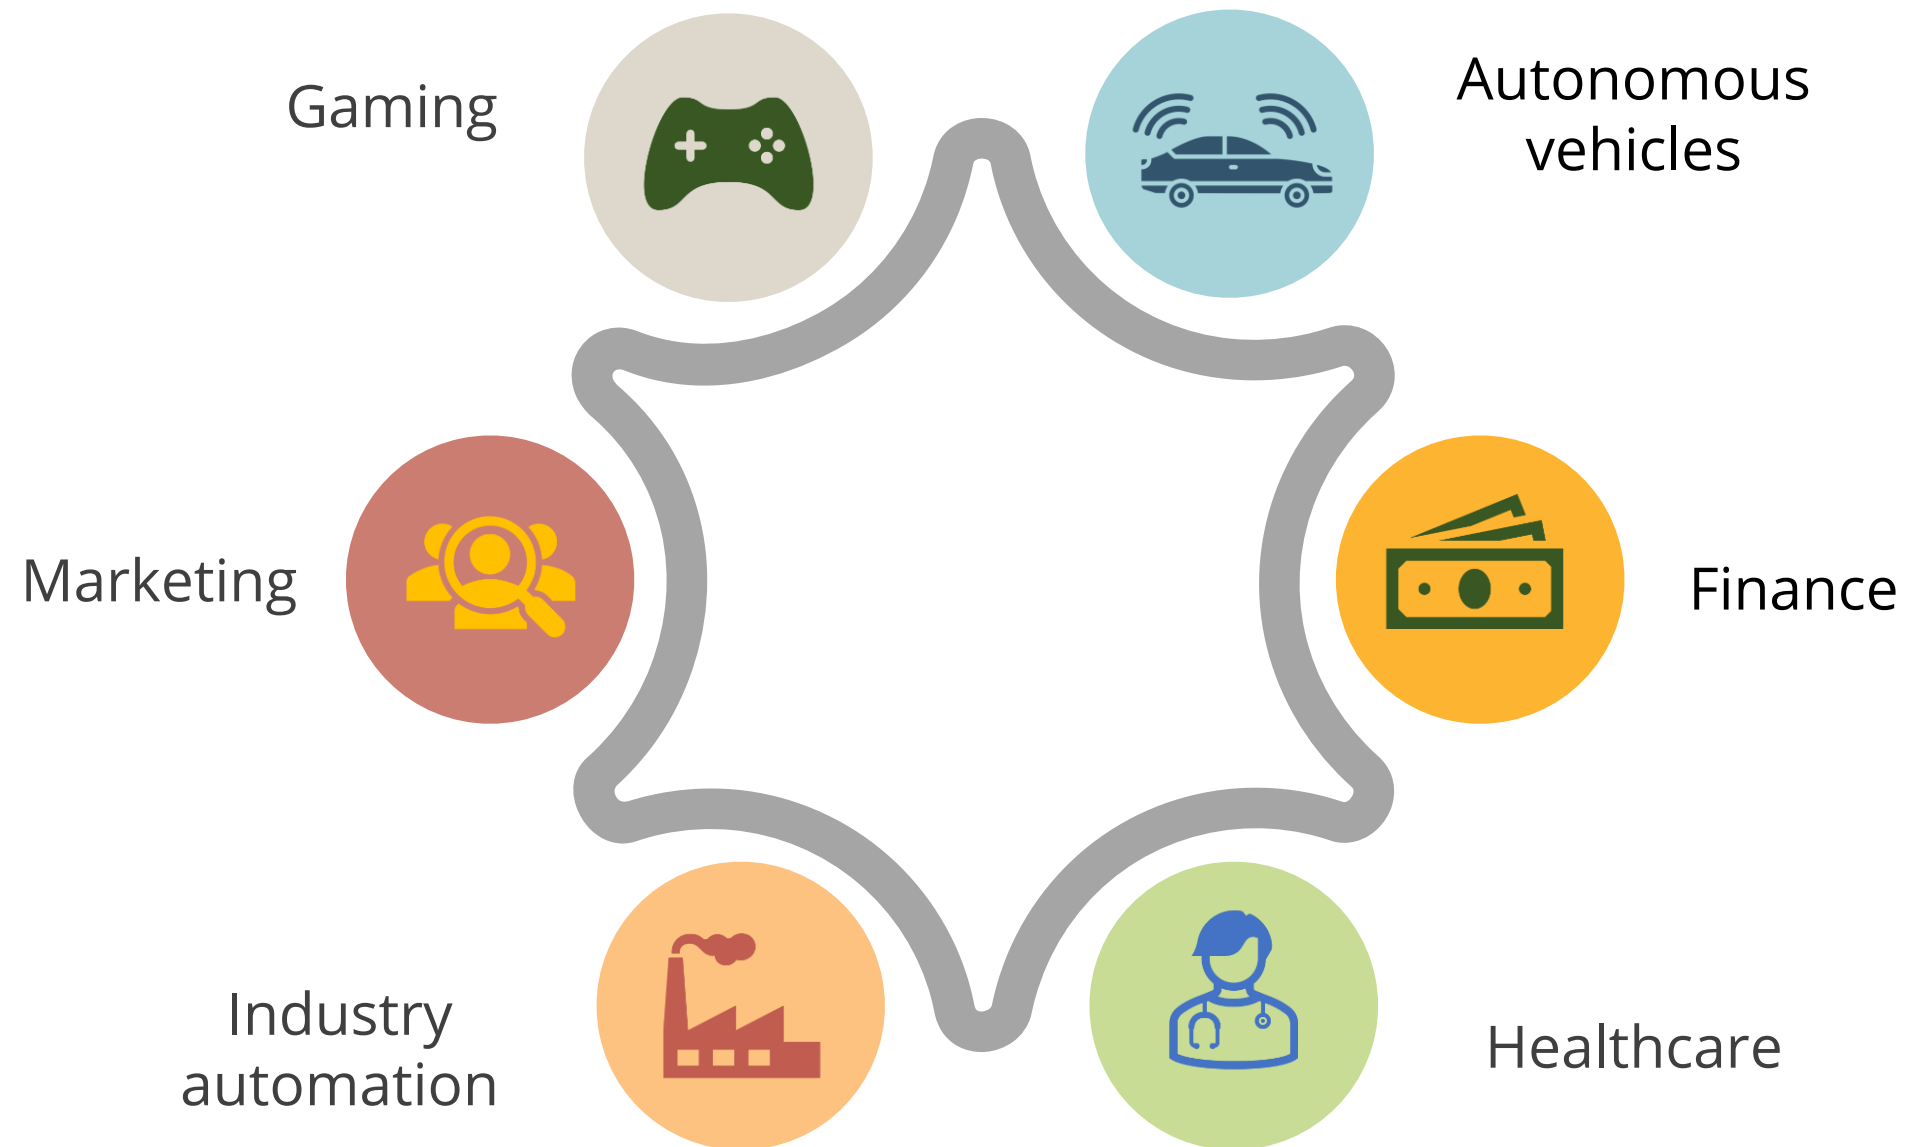 Gaming
Autonomous
vehicles
Marketing
Finance
Industry
automation
Healthcare